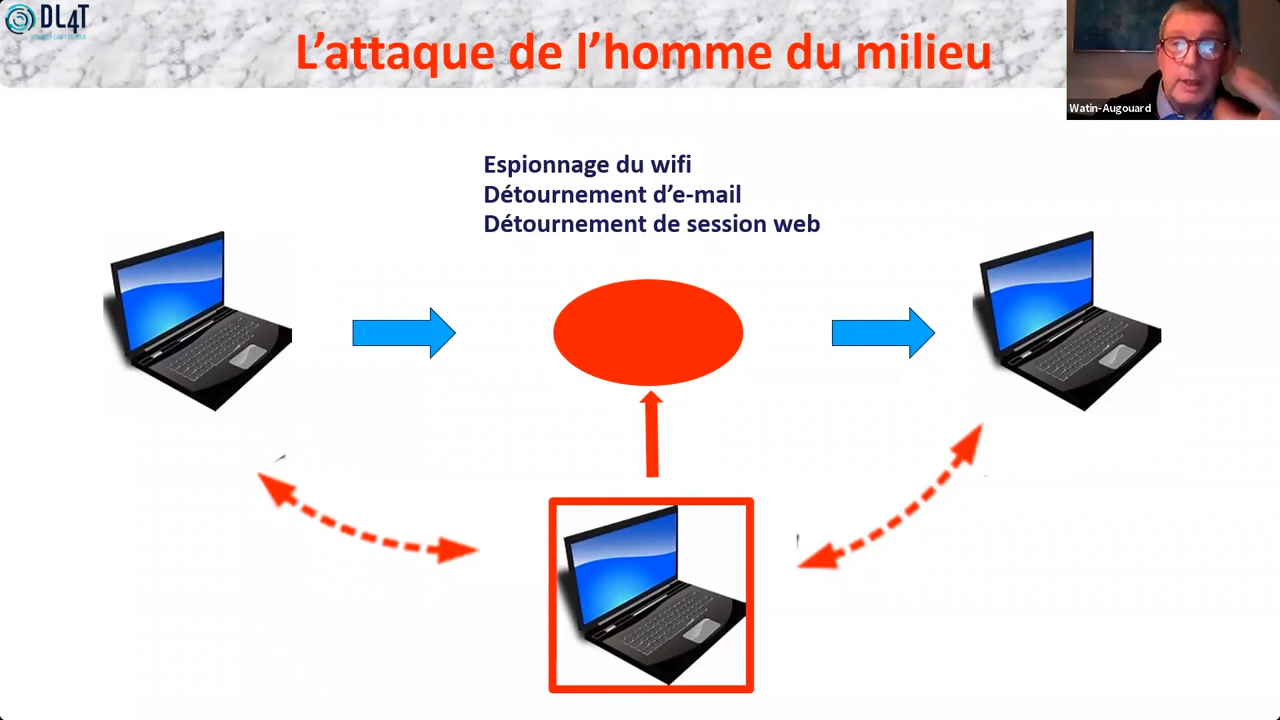 DL4T
L'attaque de l'homme du milieu
Watin-Augouard
Espionnage du wifi
Détournement d'e-mail
Détournement de session web